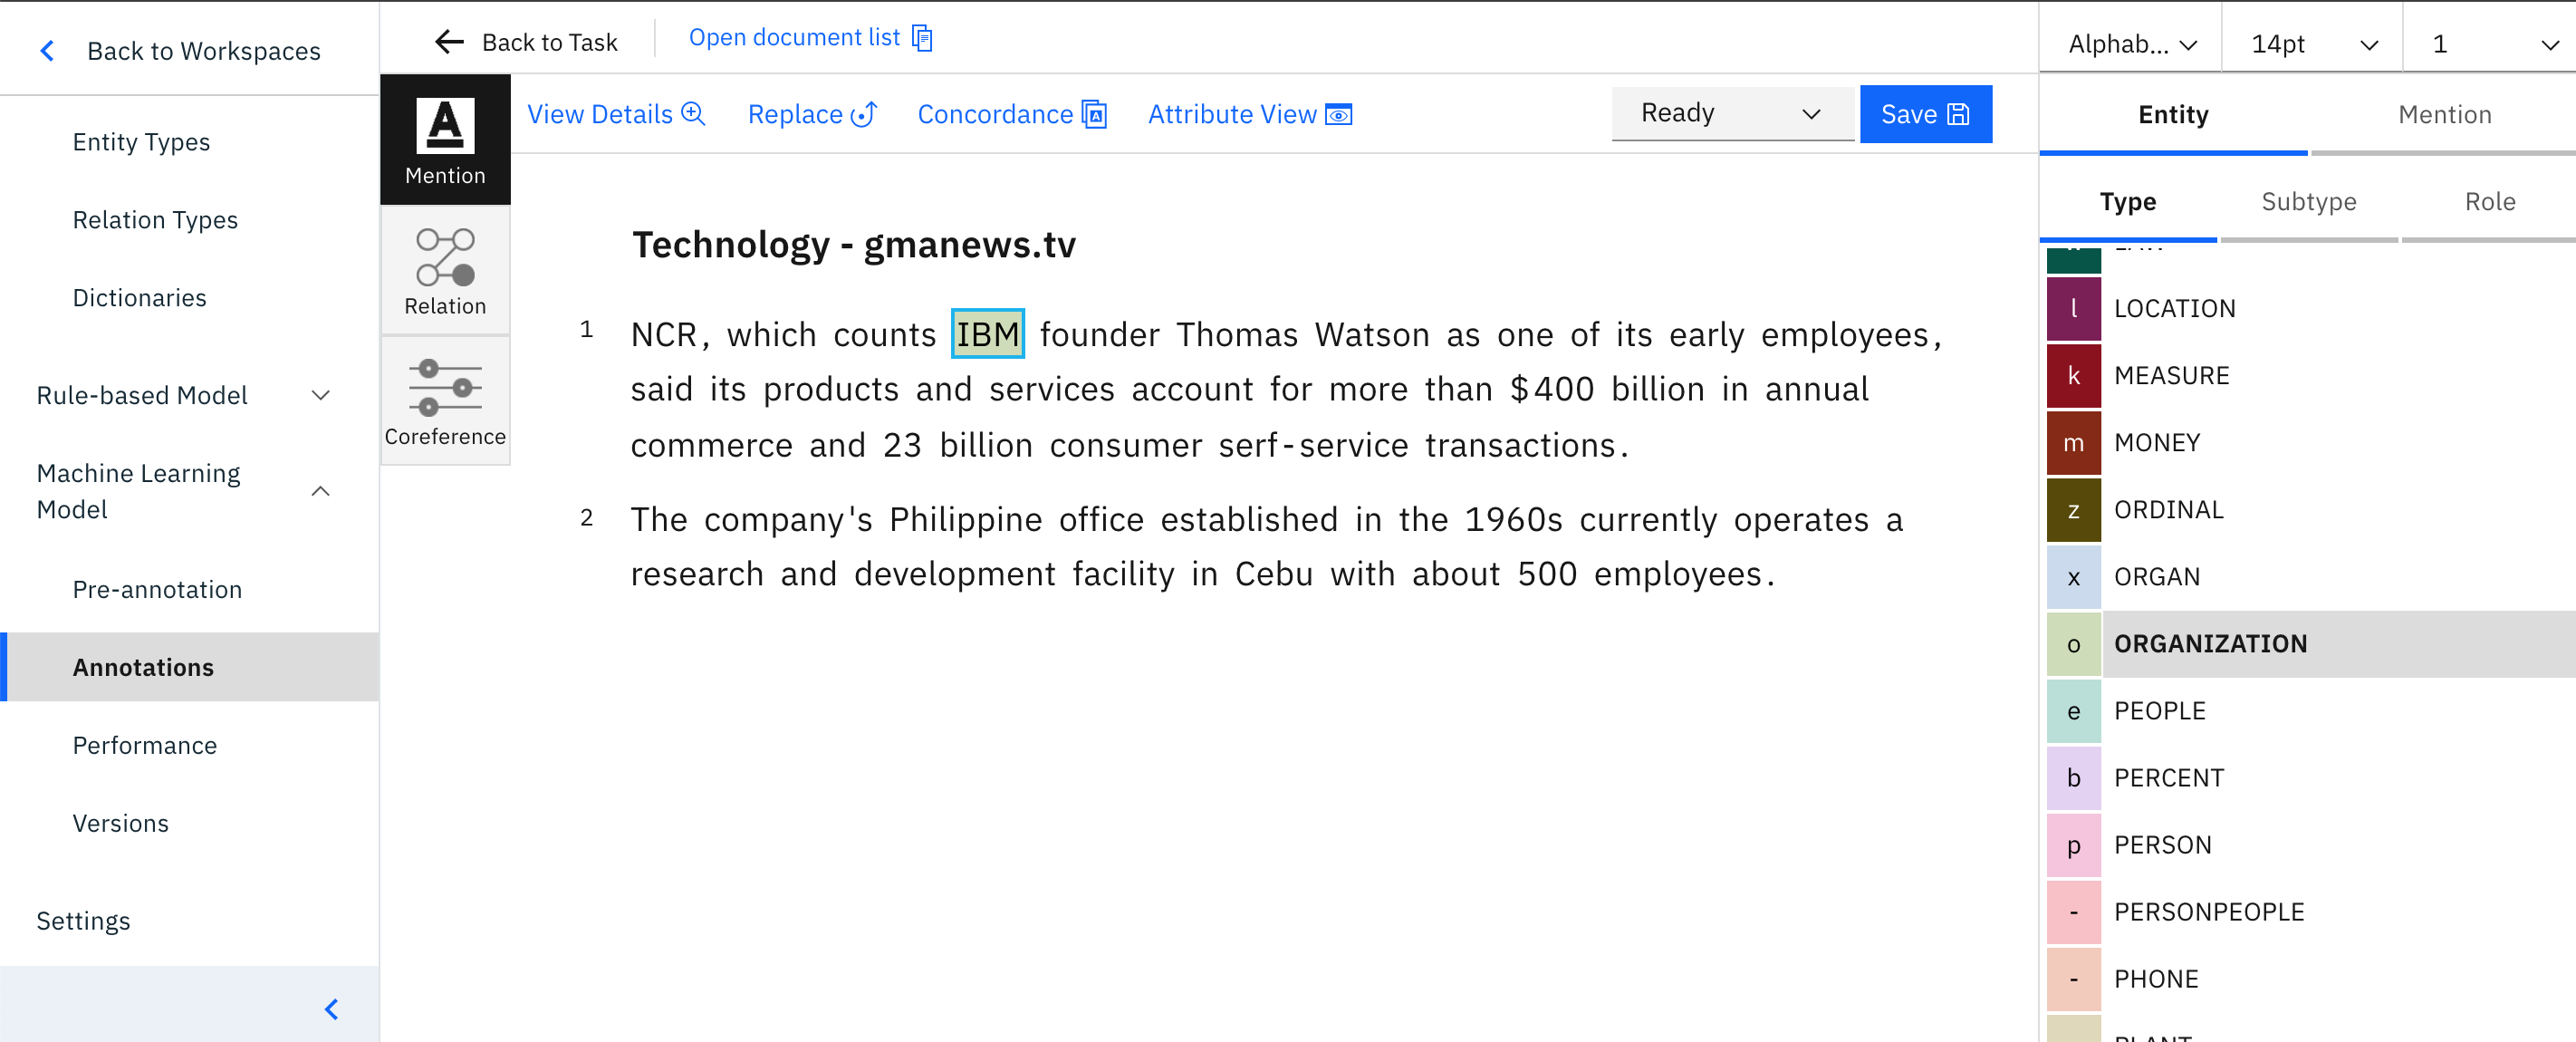 Back to Workspaces
Entity Types
Relation Types
Dictionaries
Rule-based Model
Machine Learning
Model
Pre-annotation
Annotations
Performance
Versions
Settings
Back to Task
Open document list
A
Mention
Relation
Coreference
View Details
Replace
Concordance
A
Attribute View
Ready
Save
Technology - gmanews.tv
1 NCR, which counts IBM founder Thomas Watson as one of its early employees,
said its products and services account for more than $400 billion in annual
commerce and 23 billion consumer serf-service transactions.
2 The company's Philippine office established in the 1960s currently operates a
research and development facility in Cebu with about 500 employees.
Alphab...
14pt
1
Entity
Mention
Type
Subtype
Role
l LOCATION
k MEASURE
m MONEY
z ORDINAL
x ORGAN
o ORGANIZATION
e PEOPLE
b PERCENT
p PERSON
- PERSONPEOPLE
- PHONE